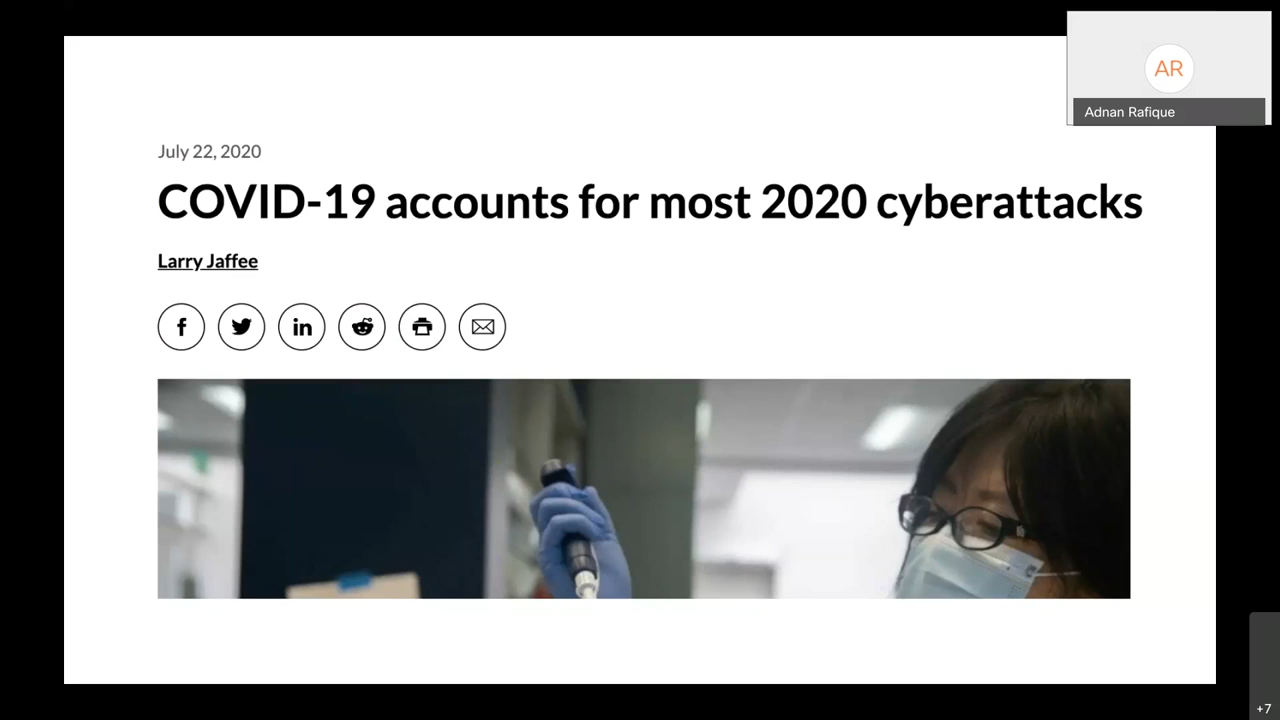 AR
Adnan Rafique
July 22, 2020
COVID-19 accounts for most 2020 cyberattacks
Larry Jaffee
+7